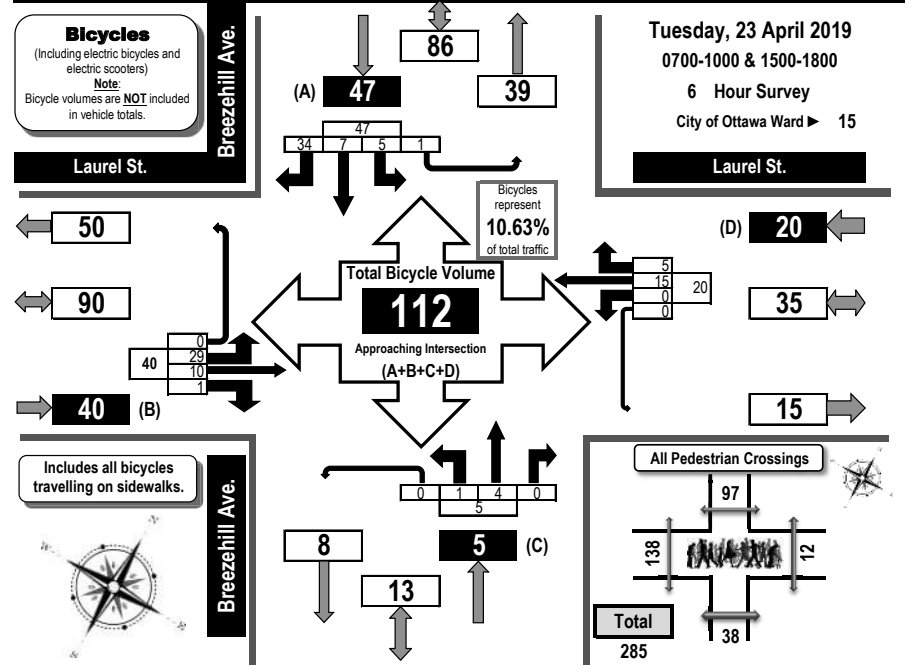 Bicycles
(Including electric bicycles and
electric scooters)
Note:
Bicycle volumes are NOT included
in vehicle totals.
Breezehill Ave.
Laurel St.
86
(A) 47
39
47
34 7 5 1
Tuesday, 23 April 2019
0700-1000 & 1500-1800
6 Hour Survey
City of Ottawa Ward ► 15
Laurel St.
Bicycles
represent
10.63%
of total traffic
50
90
0
29
10
1
40
40 (B)
Total Bicycle Volume
112
Approaching Intersection
(A+B+C+D)
(D) 20
5
15
0
0
20
35
15
Includes all bicycles
travelling on sidewalks.
Breezehill Ave.
0 1 4 0
5
8
5 (C)
13
All Pedestrian Crossings
97
138
12
38
Total
285